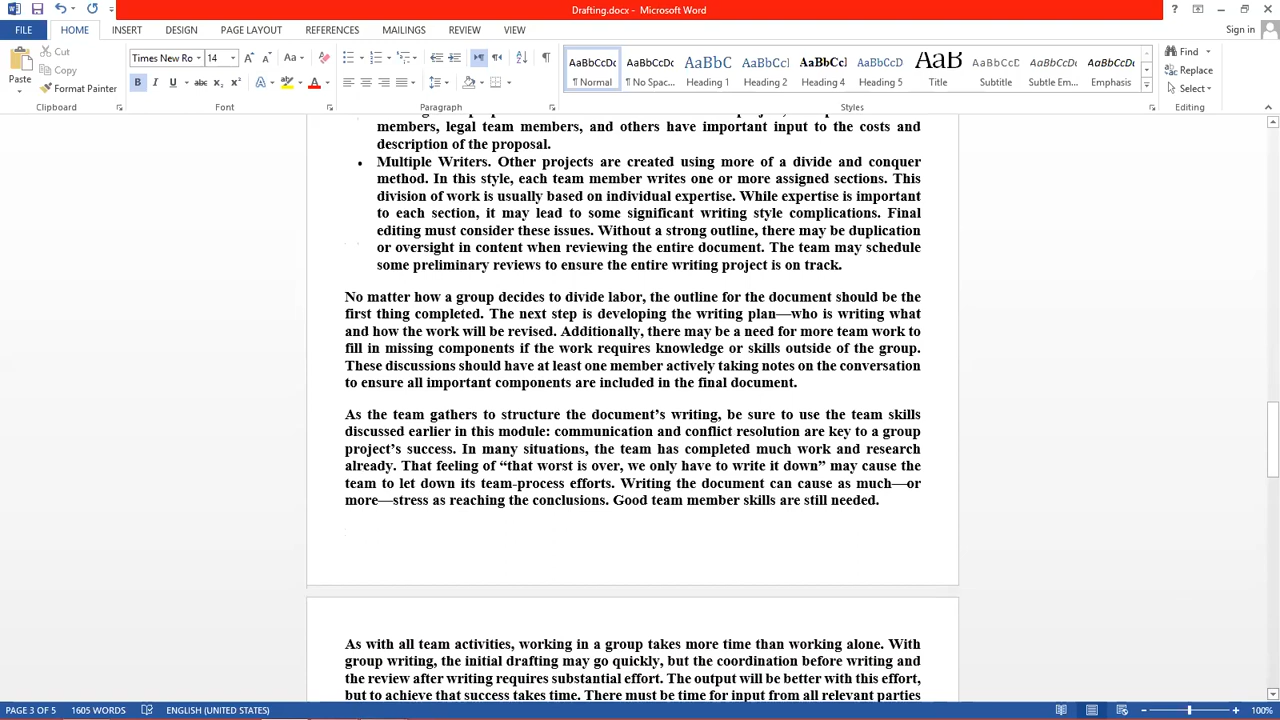 Drafting.docx - Microsoft Word
FILE HOME INSERT DESIGN PAGE LAYOUT REFERENCES MAILINGS REVIEW VIEW Sign in
Paste Cut Copy Format Painter
Times New Ro 14
AaBbCcDc AaBbCcDc AaBbC AaBbCc AaBbCc AaBbCcD AaB AaBbCcD AaBbCcDc AaBbCcDc
¶ Normal ¶ No Spac... Heading 1 Heading 2 Heading 4 Heading 5 Title Subtitle Subtle Em... Emphasis
Find Replace Select
Clipboard Font Paragraph Styles Editing
members, legal team members, and others have important input to the costs and
description of the proposal.
• Multiple Writers. Other projects are created using more of a divide and conquer
method. In this style, each team member writes one or more assigned sections. This
division of work is usually based on individual expertise. While expertise is important
to each section, it may lead to some significant writing style complications. Final
editing must consider these issues. Without a strong outline, there may be duplication
or oversight in content when reviewing the entire document. The team may schedule
some preliminary reviews to ensure the entire writing project is on track.
No matter how a group decides to divide labor, the outline for the document should be the
first thing completed. The next step is developing the writing plan—who is writing what
and how the work will be revised. Additionally, there may be a need for more team work to
fill in missing components if the work requires knowledge or skills outside of the group.
These discussions should have at least one member actively taking notes on the conversation
to ensure all important components are included in the final document.
As the team gathers to structure the document’s writing, be sure to use the team skills
discussed earlier in this module: communication and conflict resolution are key to a group
project’s success. In many situations, the team has completed much work and research
already. That feeling of “that worst is over, we only have to write it down” may cause the
team to let down its team-process efforts. Writing the document can cause as much—or
more—stress as reaching the conclusions. Good team member skills are still needed.
As with all team activities, working in a group takes more time than working alone. With
group writing, the initial drafting may go quickly, but the coordination before writing and
the review after writing requires substantial effort. The output will be better with this effort,
but to achieve that success takes time. There must be time for input from all relevant parties
PAGE 3 OF 5 1605 WORDS ENGLISH (UNITED STATES) 100%